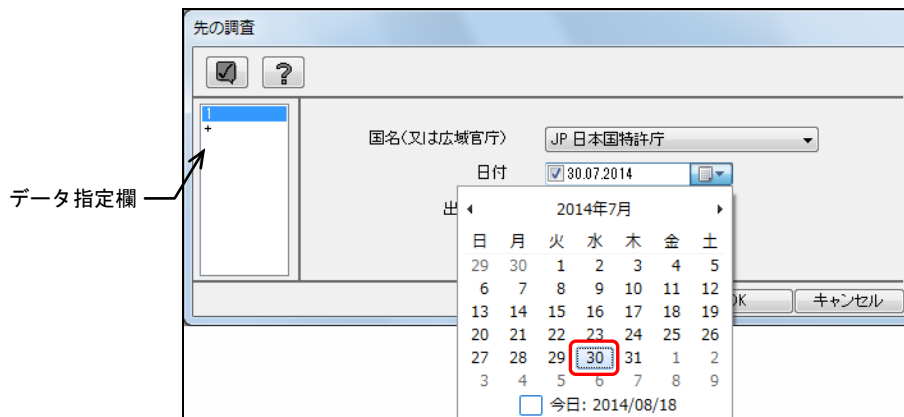 先の調査
1
+
データ指定欄
国名(又は広域官庁)
JP 日本国特許庁
日付
30.07.2014
出
2014年7月
日 月 火 水 木 金 土
29 30 1 2 3 4 5
6 7 8 9 10 11 12
13 14 15 16 17 18 19
20 21 22 23 24 25 26
27 28 29 30 31 1 2
3 4 5 6 7 8 9
今日: 2014/08/18
OK
キャンセル